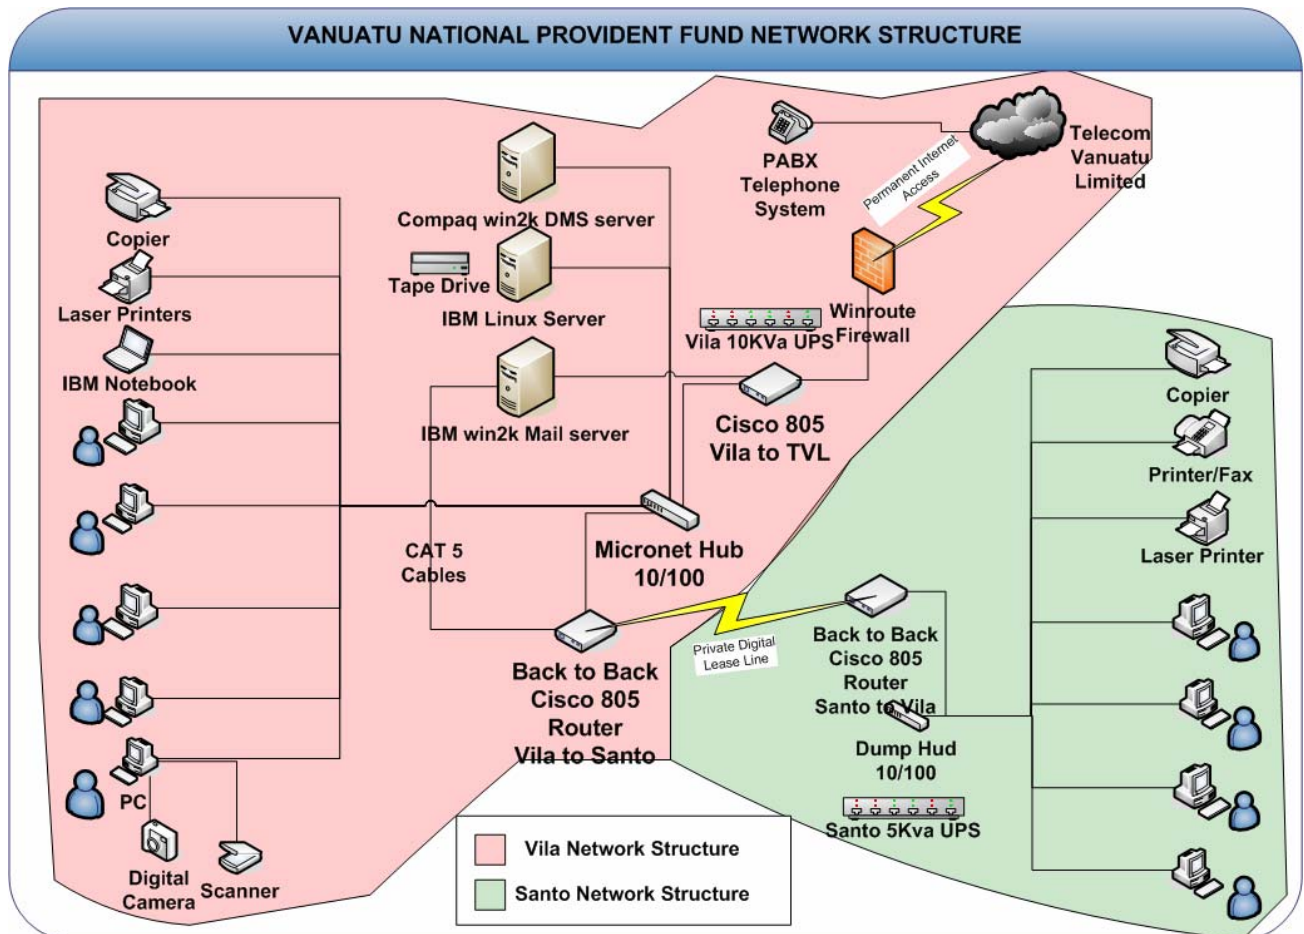 VANUATU NATIONAL PROVIDENT FUND NETWORK STRUCTURE
Copier
Laser Printers
IBM Notebook
PC
Digital
Camera
Scanner
Compaq win2k DMS server
Tape Drive
IBM Linux Server
IBM win2k Mail server
CAT 5
Cables
PABX
Telephone
System
Permanent Internet
Access
Telecom
Vanuatu
Limited
Winroute
Firewall
Vila 10KVa UPS
Cisco 805
Vila to TVL
Micronet Hub
10/100
Back to Back
Cisco 805
Router
Vila to Santo
Private Digital
Lease Line
Back to Back
Cisco 805
Router
Santo to Vila
Dump Hud
10/100
Santo 5Kva UPS
Copier
Printer/Fax
Laser Printer
Vila Network Structure
Santo Network Structure